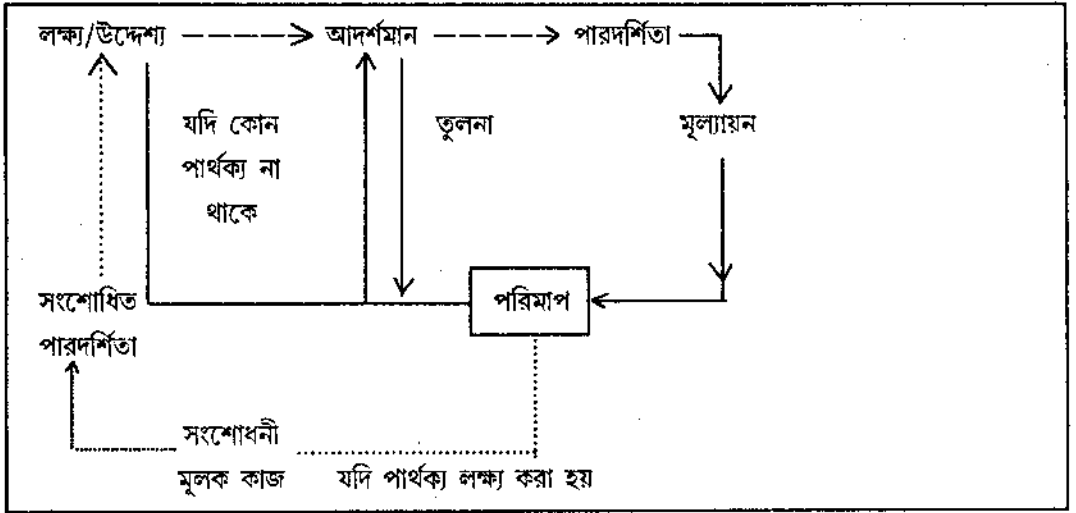 লক্ষ্য/উদ্দেশ্য আদর্শমান পারদর্শিতা
যদি কোন
পার্থক্য না
থাকে
তুলনা
মূল্যায়ন
পরিমাপ
সংশোধিত
পারদর্শিতা
সংশোধনী
মূলক কাজ
যদি পার্থক্য লক্ষ্য করা হয়